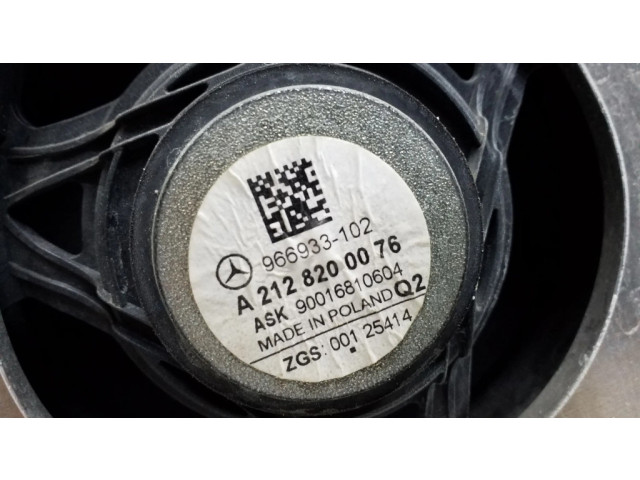 966933-102
A 212 820 00 76
ASK 90016810604
MADE IN POLAND Q2
ZGS: 001 25414